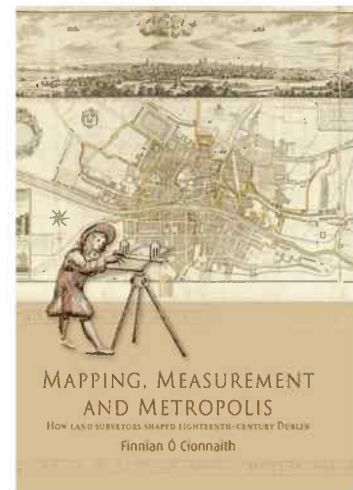 MAPPING, MEASUREMENT
AND METROPOLIS
HOW LAND SURVEYORS SHAPED EIGHTEENTH-CENTURY DUBLIN
Finnian Ó Cionnaith